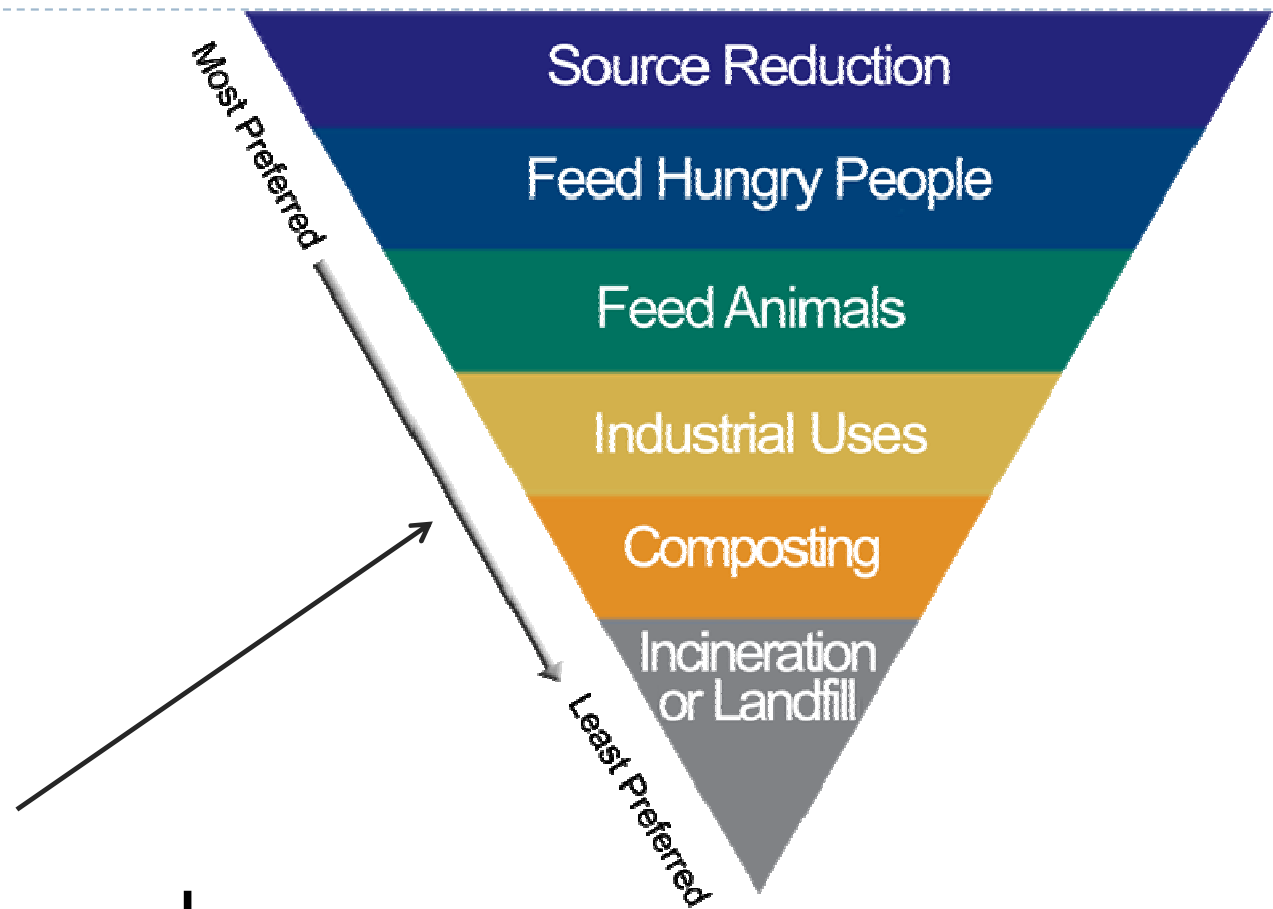 Most Preferred
Source Reduction
Feed Hungry People
Feed Animals
Industrial Uses
Composting
Incineration
or Landfill
Least Preferred